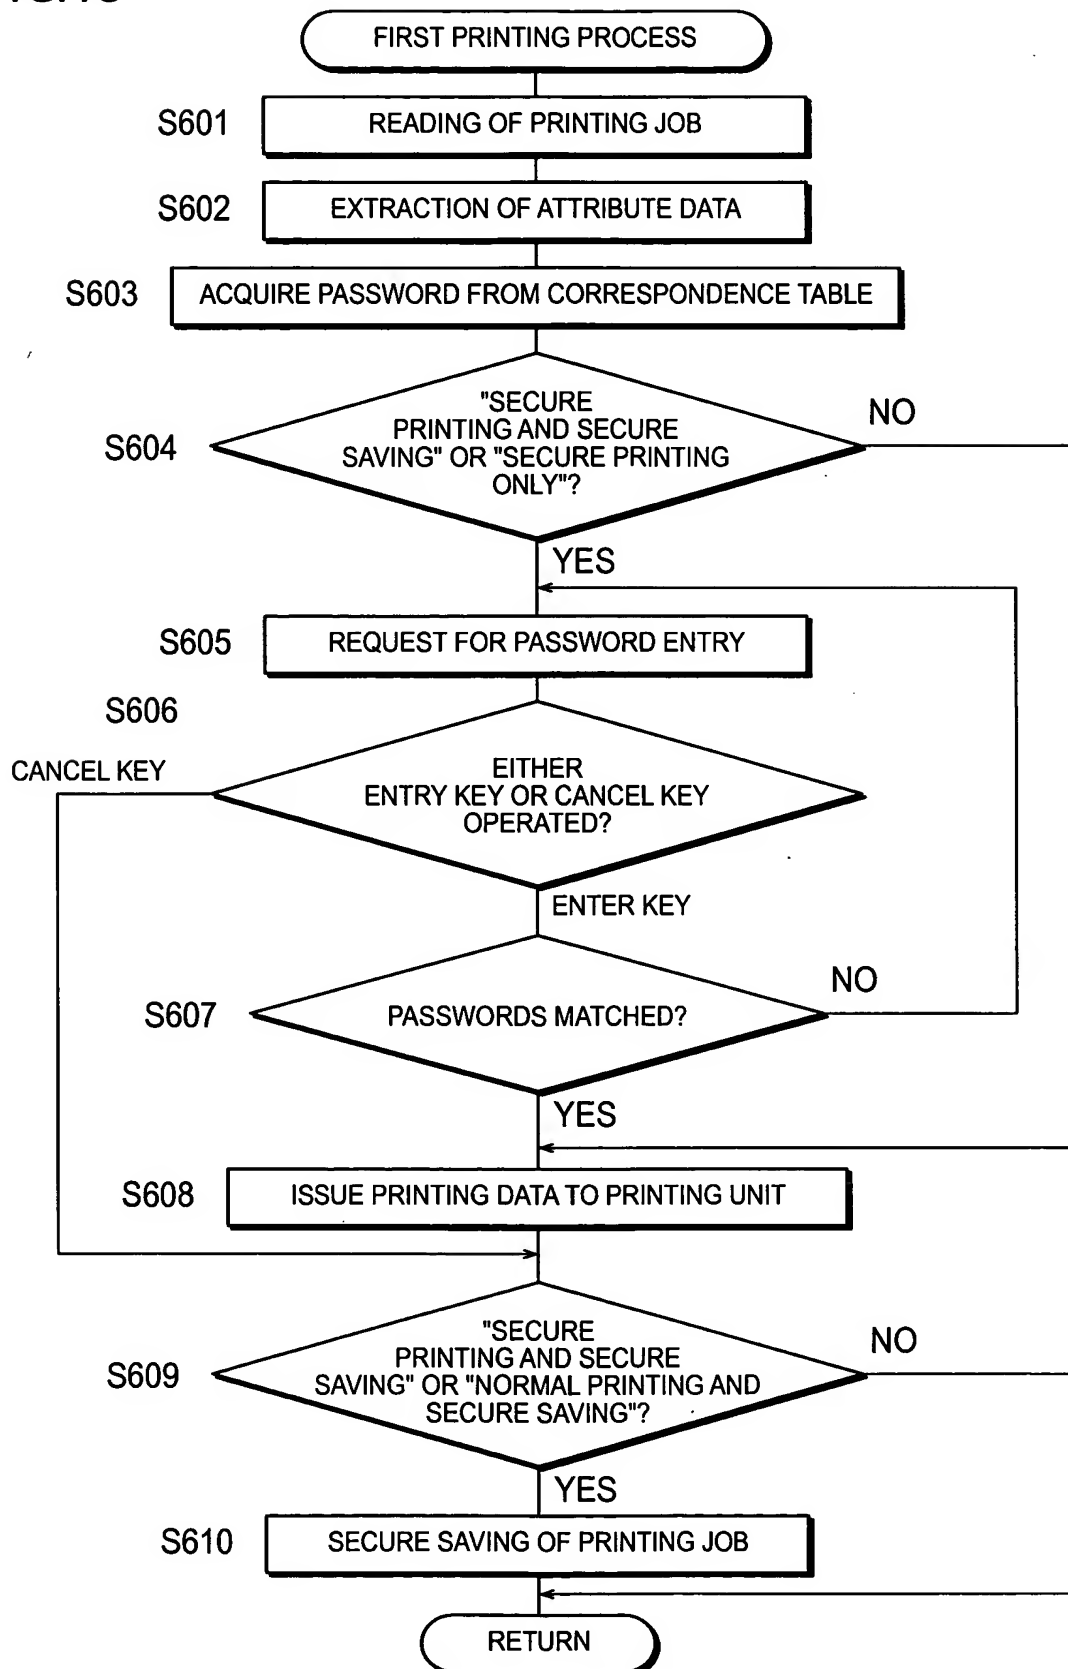 FIRST PRINTING PROCESS
S601
READING OF PRINTING JOB
S602
EXTRACTION OF ATTRIBUTE DATA
S603
ACQUIRE PASSWORD FROM CORRESPONDENCE TABLE
S604
"SECURE
PRINTING AND SECURE
SAVING" OR "SECURE PRINTING
ONLY"?
NO
YES
S605
REQUEST FOR PASSWORD ENTRY
S606
CANCEL KEY
EITHER
ENTRY KEY OR CANCEL KEY
OPERATED?
ENTER KEY
S607
PASSWORDS MATCHED?
NO
YES
S608
ISSUE PRINTING DATA TO PRINTING UNIT
S609
"SECURE
PRINTING AND SECURE
SAVING" OR "NORMAL PRINTING AND
SECURE SAVING"?
NO
YES
S610
SECURE SAVING OF PRINTING JOB
RETURN